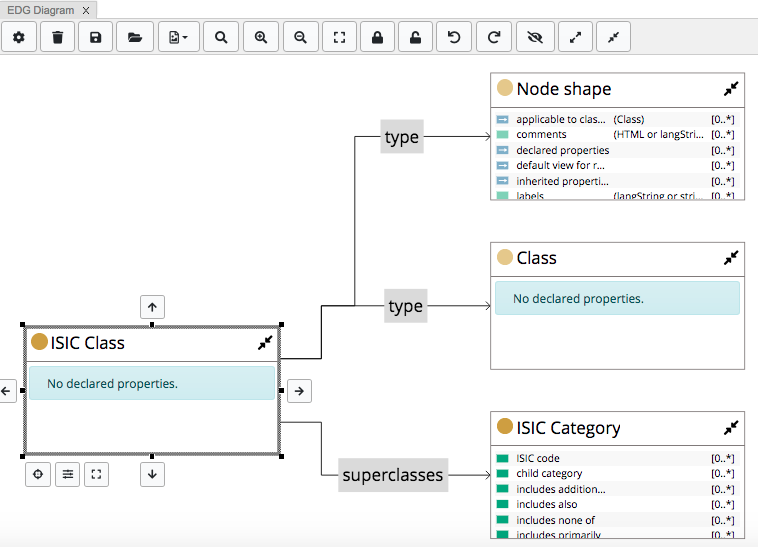 EDG Diagram X
Node shape
applicable to clas... (Class) [0..*]
comments (HTML or langStri... [0..*]
declared properties [0..*]
default view for r... [0..*]
inherited properti... [0..*]
labels (langString or stri... [0..*]
type
Class
No declared properties.
type
ISIC Class
No declared properties.
superclasses
ISIC Category
ISIC code [0..*]
child category [0..*]
includes addition... [0..*]
includes also [0..*]
includes none of [0..*]
includes primarily [0..*]